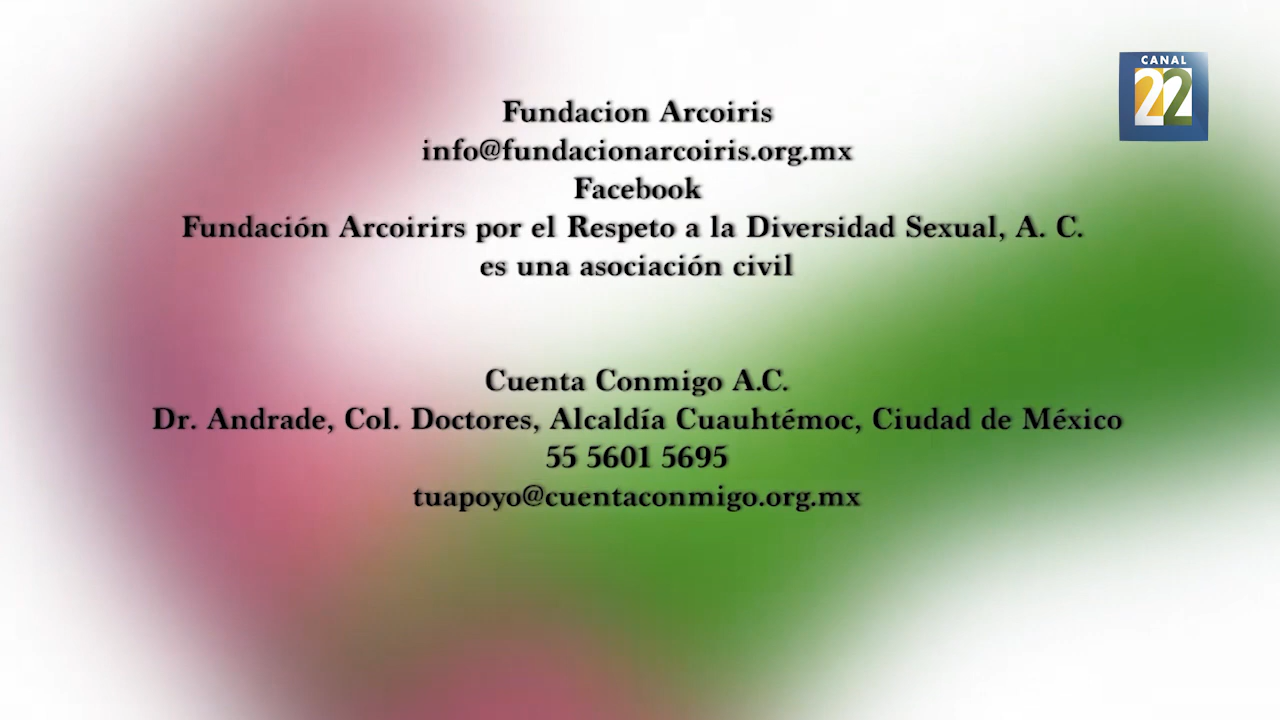 CANAL
22
Fundacion Arcoiris
info@fundacionarcoiris.org.mx
Facebook
Fundación Arcoirirs por el Respeto a la Diversidad Sexual, A. C.
es una asociación civil
Cuenta Conmigo A.C.
Dr. Andrade, Col. Doctores, Alcaldía Cuauhtémoc, Ciudad de México
55 5601 5695
tuapoyo@cuentaconmigo.org.mx